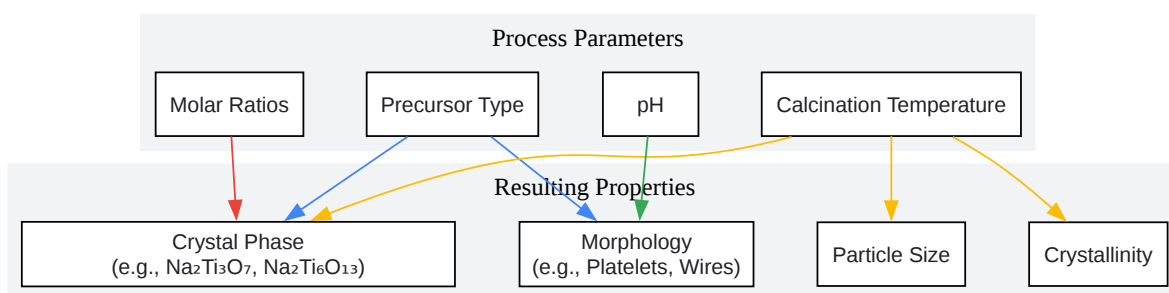 Process Parameters
Molar Ratios
Precursor Type
pH
Calcination Temperature
Resulting Properties
Crystal Phase
(e.g., Na₂Ti₃O₇, Na₂Ti₆O₁₃)
Morphology
(e.g., Platelets, Wires)
Particle Size
Crystallinity